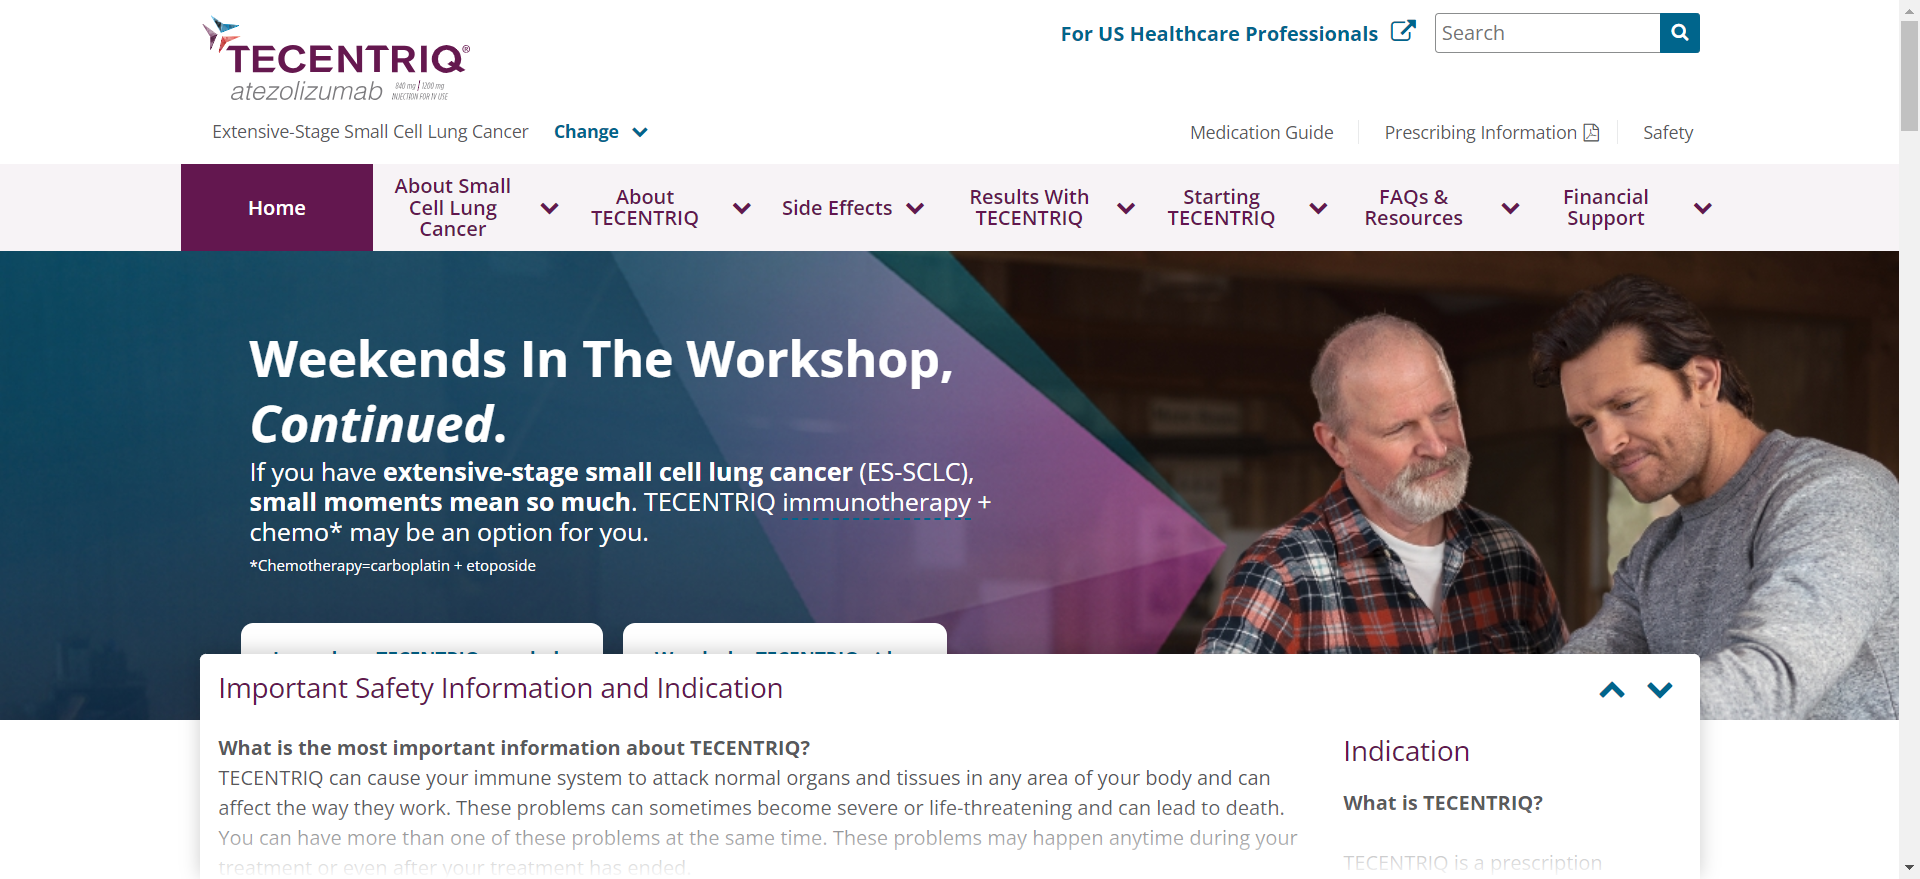 TECENTRIQ®
atezolizumab 840 mg | 1200 mg
INJECTION FOR IV USE
For US Healthcare Professionals
Search
Extensive-Stage Small Cell Lung Cancer Change
Medication Guide Prescribing Information Safety
Home
About Small
Cell Lung
Cancer
About
TECENTRIQ
Side Effects
Results With
TECENTRIQ
Starting
TECENTRIQ
FAQs &
Resources
Financial
Support
Weekends In The Workshop,
Continued.
If you have extensive-stage small cell lung cancer (ES-SCLC),
small moments mean so much. TECENTRIQ immunotherapy +
chemo* may be an option for you.
*Chemotherapy=carboplatin + etoposide
TECENTRIQ
TECENTRIQ
Important Safety Information and Indication
What is the most important information about TECENTRIQ?
TECENTRIQ can cause your immune system to attack normal organs and tissues in any area of your body and can
affect the way they work. These problems can sometimes become severe or life-threatening and can lead to death.
You can have more than one of these problems at the same time. These problems may happen anytime during your
treatment or even after your treatment has ended.
Indication
What is TECENTRIQ?
TECENTRIQ is a prescription